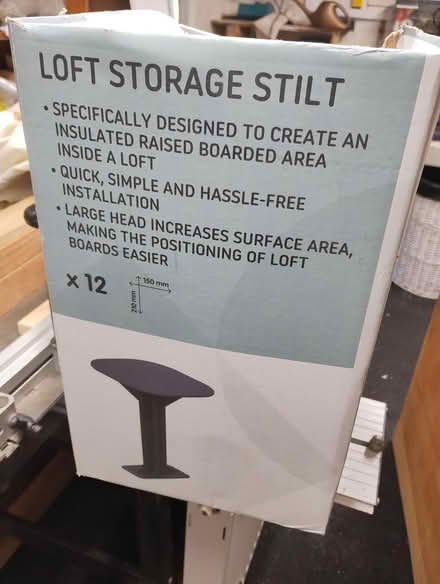 LOFT STORAGE STILT
• SPECIFICALLY DESIGNED TO CREATE AN
INSULATED RAISED BOARDED AREA
INSIDE A LOFT
• QUICK, SIMPLE AND HASSLE-FREE
INSTALLATION
• LARGE HEAD INCREASES SURFACE AREA,
MAKING THE POSITIONING OF LOFT
BOARDS EASIER
x 12
150 mm
210 mm